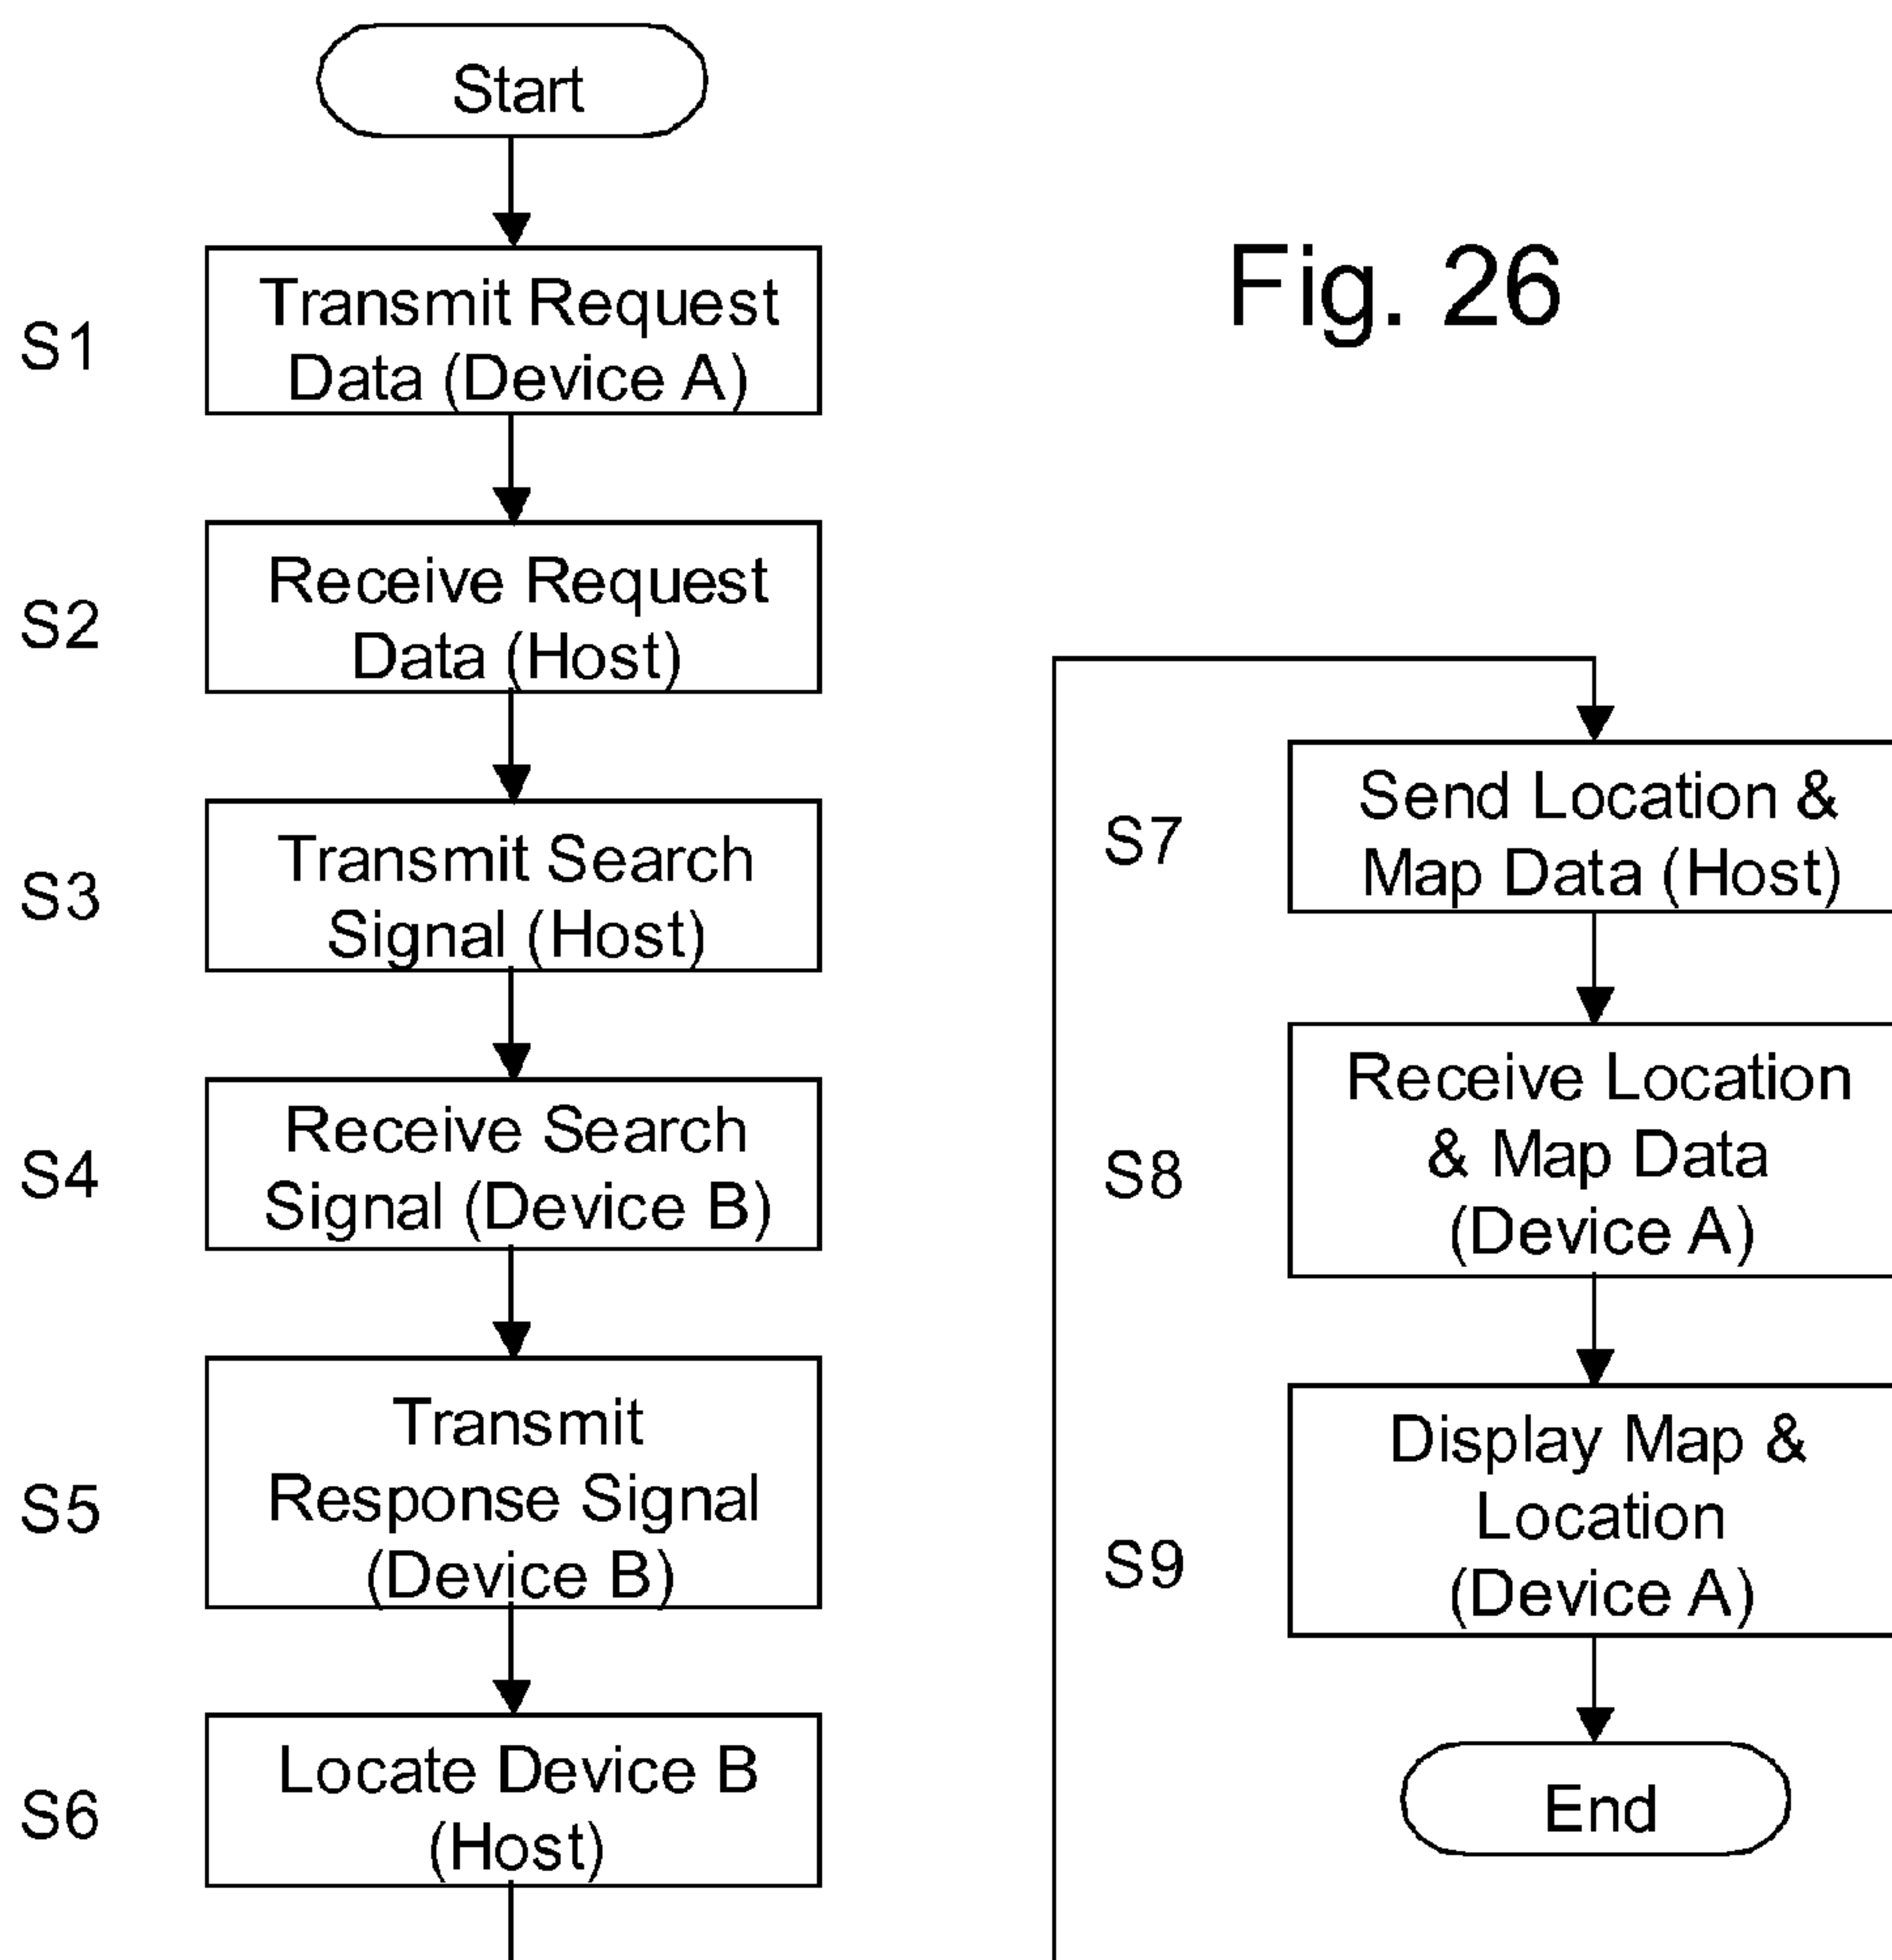 Start
Fig. 26
S1
Transmit Request
Data (Device A)
S2
Receive Request
Data (Host)
S3
Transmit Search
Signal (Host)
S4
Receive Search
Signal (Device B)
S5
Transmit
Response Signal
(Device B)
S6
Locate Device B
(Host)
S7
Send Location &
Map Data (Host)
S8
Receive Location
& Map Data
(Device A)
S9
Display Map &
Location
(Device A)
End